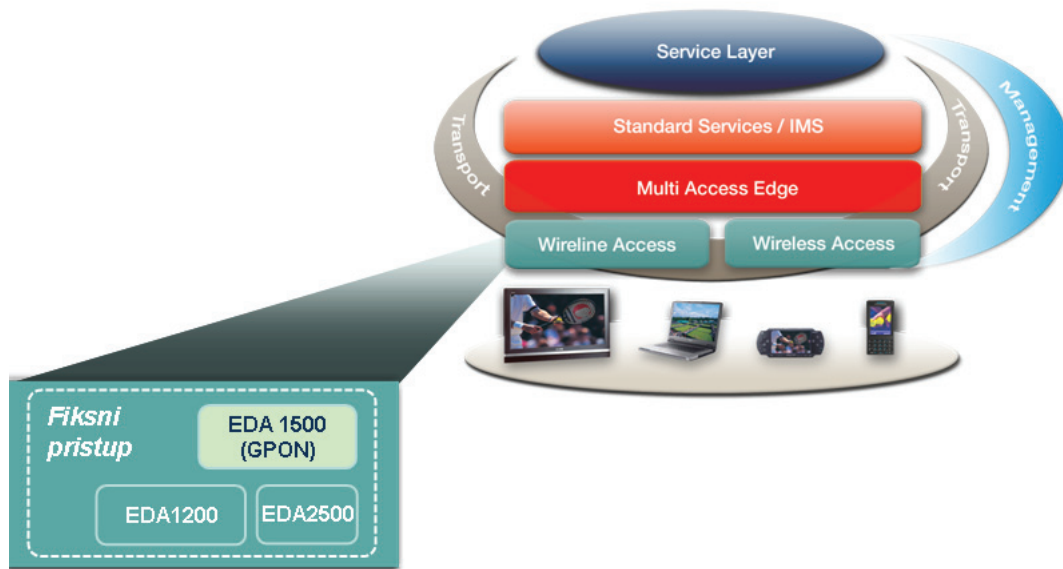 Service Layer
Transport
Standard Services / IMS
Transport
Management
Multi Access Edge
Wireline Access
Wireless Access
Fiksni
pristup
EDA 1500
(GPON)
EDA1200
EDA2500